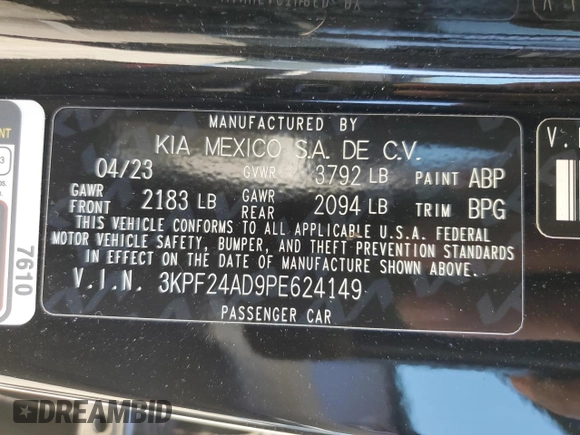 MANUFACTURED BY
KIA MEXICO S.A. DE C.V.
04/23 GVWR 3792 LB PAINT ABP
GAWR FRONT 2183 LB GAWR REAR 2094 LB TRIM BPG
THIS VEHICLE CONFORMS TO ALL APPLICABLE U.S.A. FEDERAL
MOTOR VEHICLE SAFETY, BUMPER, AND THEFT PREVENTION STANDARDS
IN EFFECT ON THE DATE OF MANUFACTURE SHOWN ABOVE.
V.I.N. 3KPF24AD9PE624149
PASSENGER CAR
7610
V.I
DREAMBID